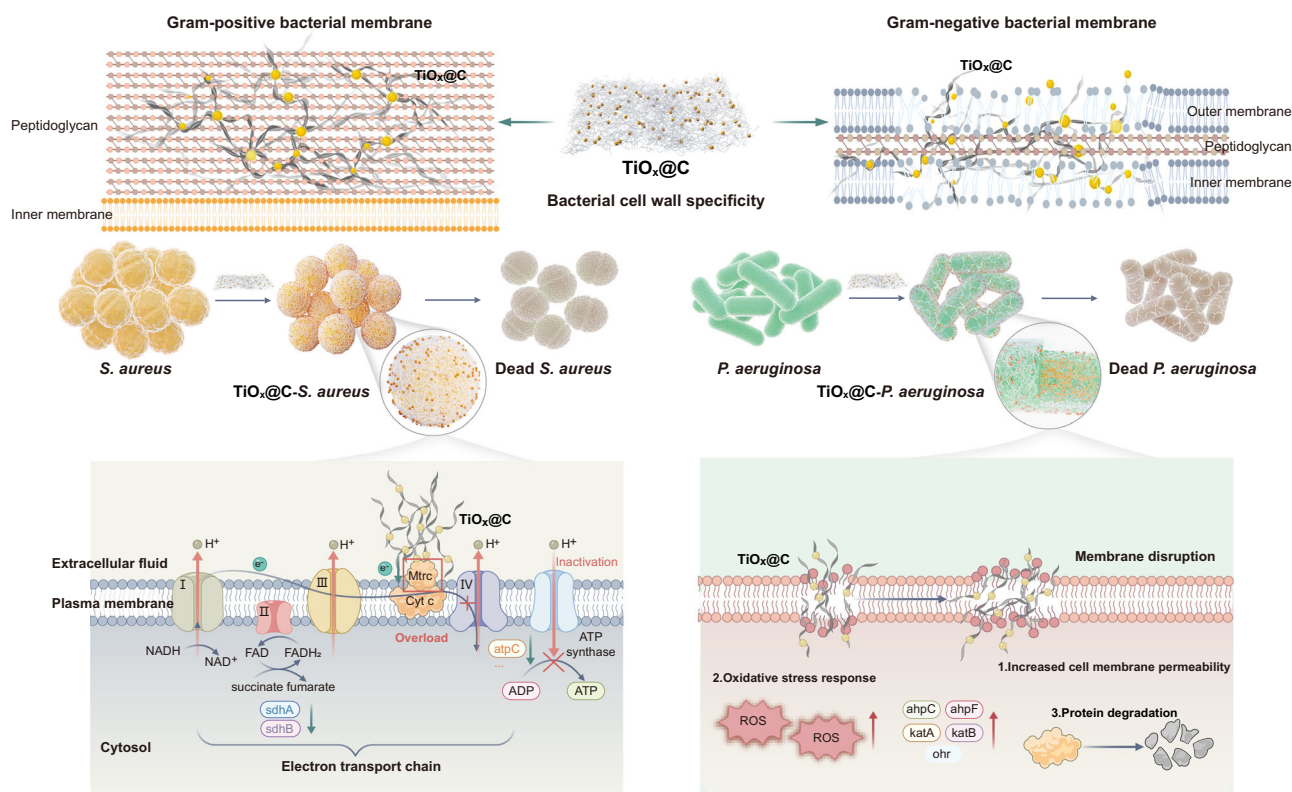 Gram-positive bacterial membrane
Gram-negative bacterial membrane
TiOₓ@C
TiOₓ@C
Peptidoglycan
Inner membrane
TiOₓ@C
Bacterial cell wall specificity
Outer membrane
Peptidoglycan
Inner membrane
S. aureus
TiOₓ@C-S. aureus
Dead S. aureus
P. aeruginosa
TiOₓ@C-P. aeruginosa
Dead P. aeruginosa
TiOₓ@C
H⁺
H⁺
H⁺
H⁺
Extracellular fluid
e⁻
e⁻
Inactivation
I
II
III
IV
Mtrc
Cyt c
Plasma membrane
Overload
NADH
NAD⁺
FAD
FADH₂
succinate fumarate
sdhA
sdhB
atpC
...
ATP
synthase
ADP
ATP
Cytosol
Electron transport chain
TiOₓ@C
Membrane disruption
1.Increased cell membrane permeability
2.Oxidative stress response
ROS
ROS
ahpC
ahpF
katA
katB
ohr
3.Protein degradation